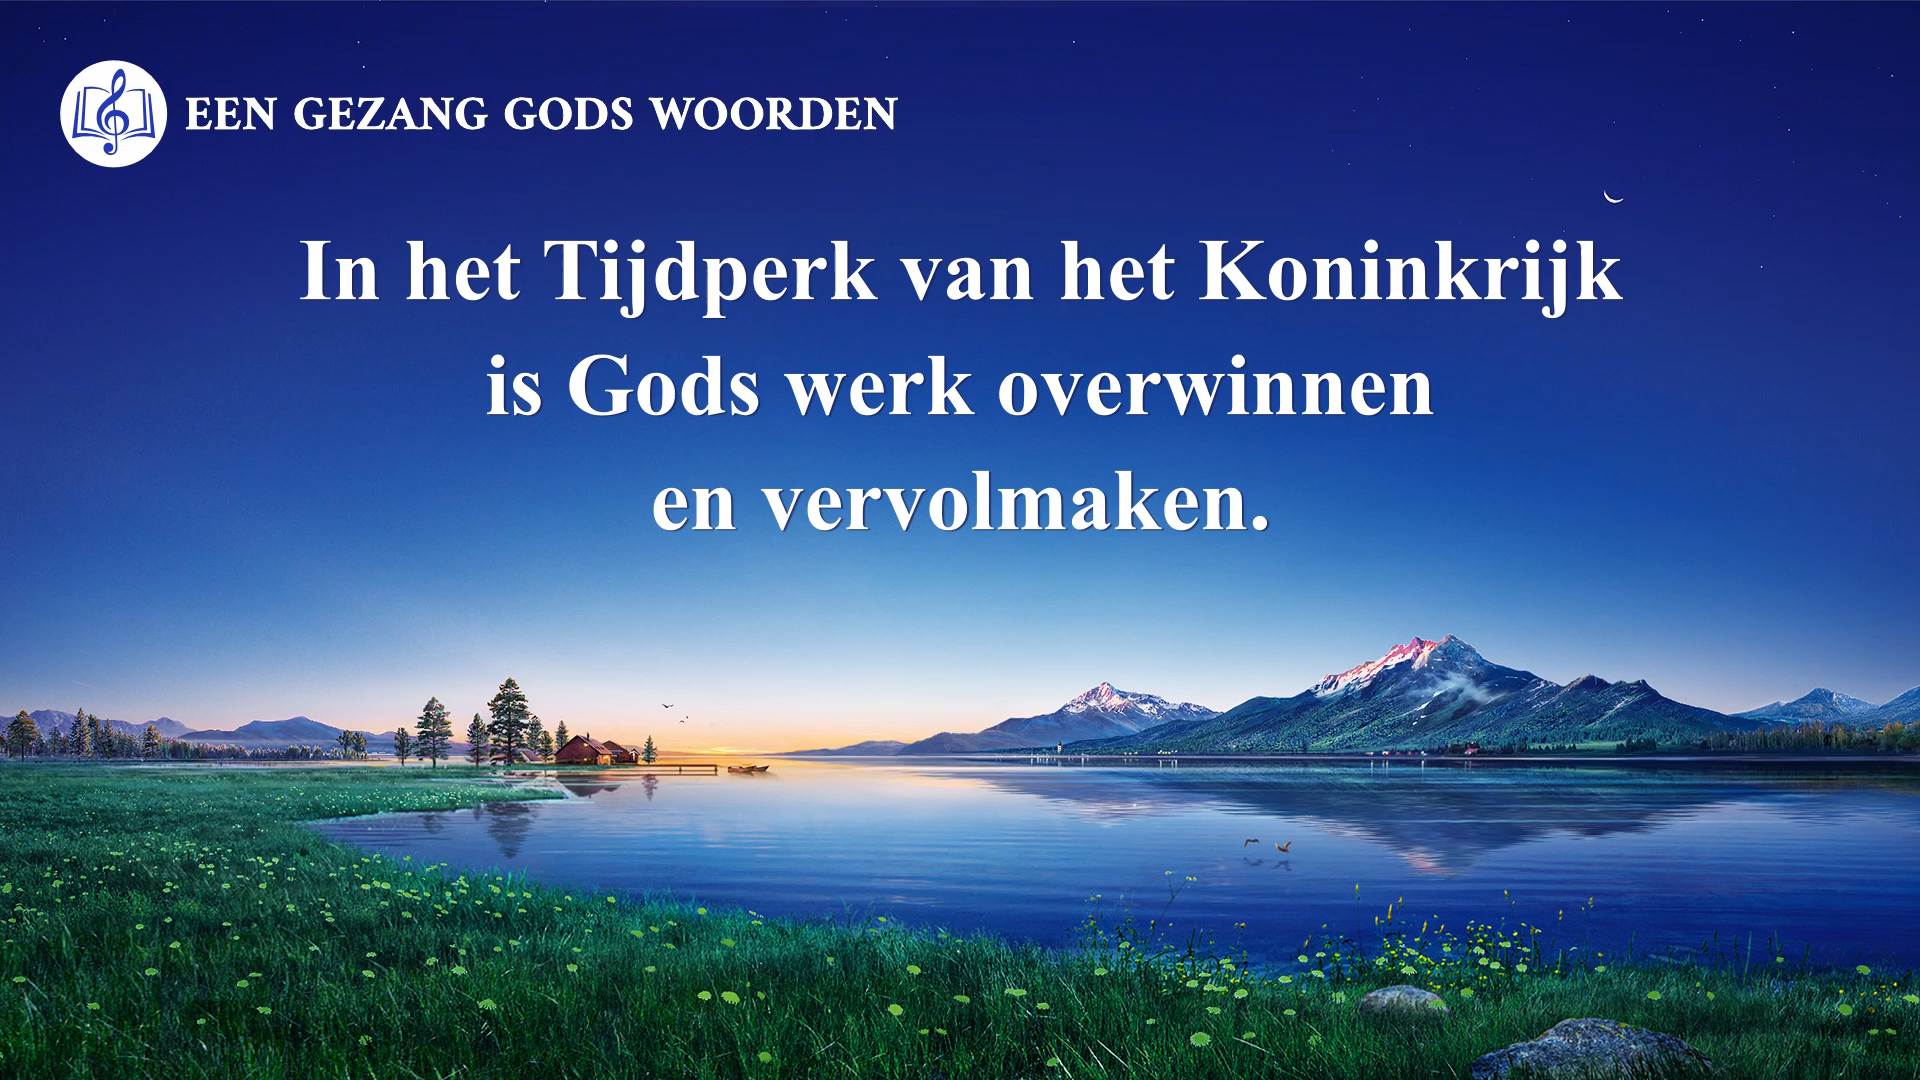 EEN GEZANG GODS WOORDEN
In het Tijdperk van het Koninkrijk
is Gods werk overwinnen
en vervolmaken.